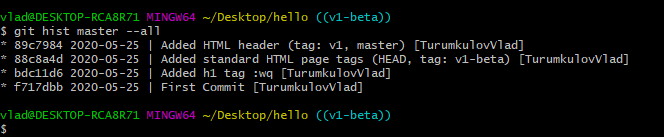 vlad@DESKTOP-RCA8R71 MINGW64 ~/Desktop/hello ((v1-beta))
$ git hist master --all
* 89c7984 2020-05-25 | Added HTML header (tag: v1, master) [TurumkulovVlad]
* 88c8a4d 2020-05-25 | Added standard HTML page tags (HEAD, tag: v1-beta) [TurumkulovVlad]
* bdc11d6 2020-05-25 | Added h1 tag :wq [TurumkulovVlad]
* f717dbb 2020-05-25 | First Commit [TurumkulovVlad]
vlad@DESKTOP-RCA8R71 MINGW64 ~/Desktop/hello ((v1-beta))
$